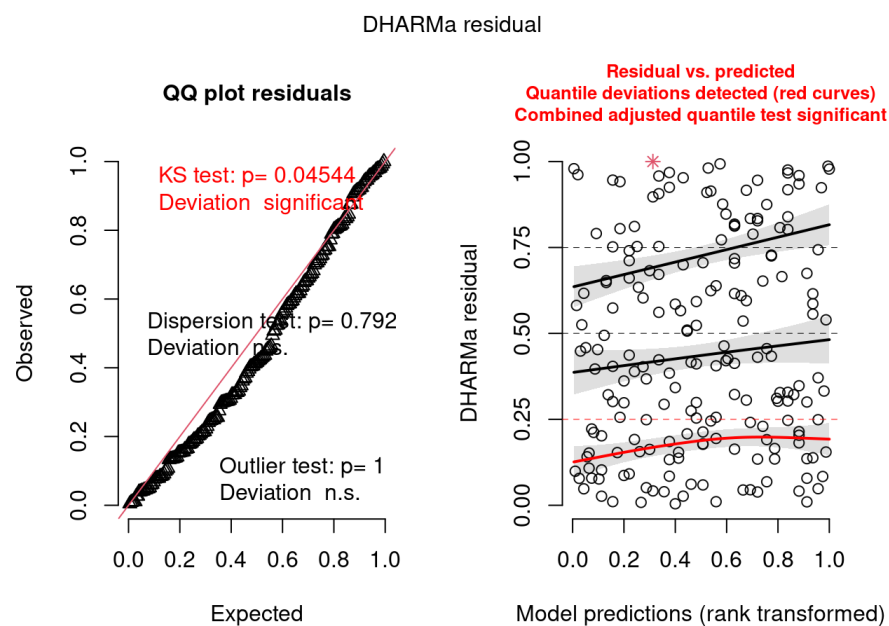 DHARMa residual
QQ plot residuals
KS test: p= 0.04544
Deviation significant
Dispersion test: p= 0.792
Deviation n.s.
Outlier test: p= 1
Deviation n.s.
Observed
0.0 0.2 0.4 0.6 0.8 1.0
0.0 0.2 0.4 0.6 0.8 1.0
Expected
Residual vs. predicted
Quantile deviations detected (red curves)
Combined adjusted quantile test significant
DHARMa residual
0.00 0.25 0.50 0.75 1.00
0.0 0.2 0.4 0.6 0.8 1.0
Model predictions (rank transformed)